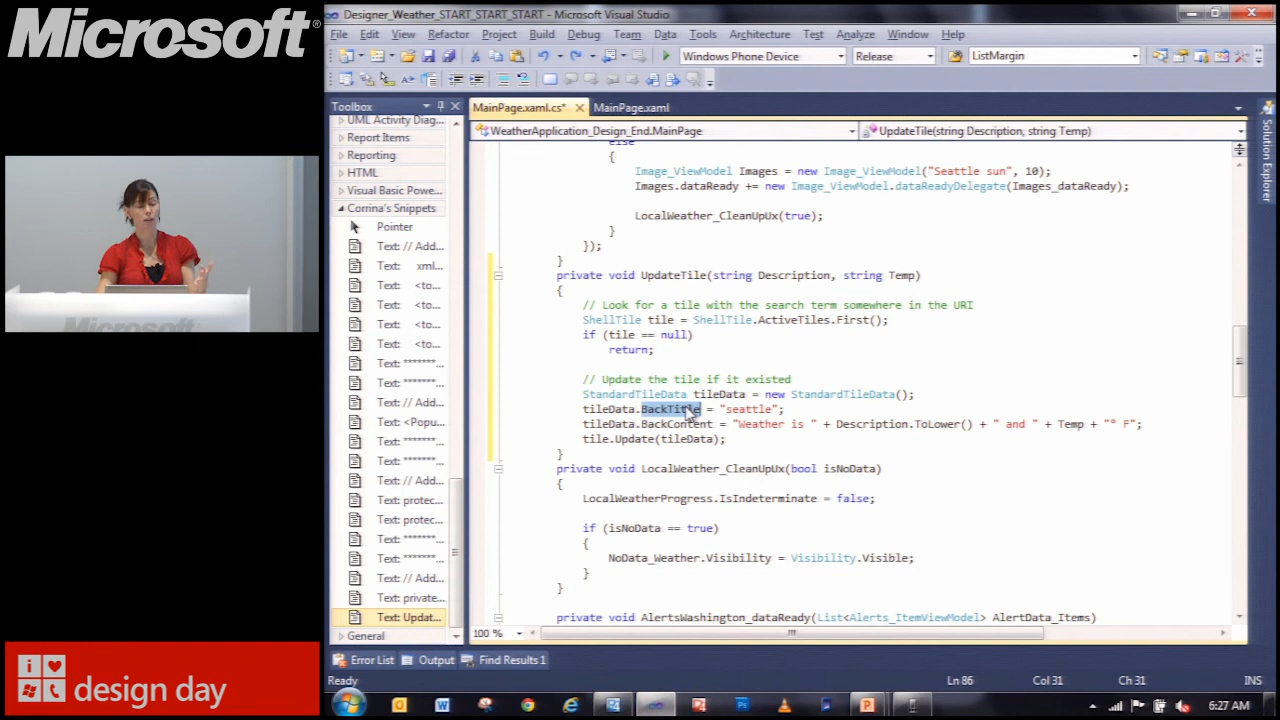 Microsoft®
Designer_Weather_START_START_START - Microsoft Visual Studio
File Edit View Refactor Project Build Debug Team Data Tools Architecture Test Analyze Window Help
Windows Phone Device Release ListMargin
Toolbox
MainPage.xaml.cs* MainPage.xaml
WeatherApplication_Design_End.MainPage UpdateTile(string Description, string Temp)
UML Activity Diag...
Report Items
Reporting
HTML
Visual Basic Powe...
Corrina's Snippets
Pointer
Text: // Add...
Text: xml...
Text: <to...
Text: <to...
Text: <to...
Text: <to...
Text: *******...
Text: *******...
Text: // Add...
Text: <Popu...
Text: *******...
Text: *******...
Text: // Add...
Text: protec...
Text: protec...
Text: *******...
Text: *******...
Text: // Add...
Text: private...
Text: Updat...
General
else
{
Image_ViewModel Images = new Image_ViewModel("Seattle sun", 10);
Images.dataReady += new Image_ViewModel.dataReadyDelegate(Images_dataReady);
LocalWeather_CleanUpUx(true);
}
});
}
private void UpdateTile(string Description, string Temp)
{
// Look for a tile with the search term somewhere in the URI
ShellTile tile = ShellTile.ActiveTiles.First();
if (tile == null)
return;
// Update the tile if it existed
StandardTileData tileData = new StandardTileData();
tileData.BackTitle = "seattle";
tileData.BackContent = "Weather is " + Description.ToLower() + " and " + Temp + "° F";
tile.Update(tileData);
}
private void LocalWeather_CleanUpUx(bool isNoData)
{
LocalWeatherProgress.IsIndeterminate = false;
if (isNoData == true)
{
NoData_Weather.Visibility = Visibility.Visible;
}
}
private void AlertsWashington_dataReady(List<Alerts_ItemViewModel> AlertData_Items)
100 %
Solution Explorer
Error List Output Find Results 1
Ready Ln 86 Col 31 Ch 31 INS
6:27 AM
Microsoft
i
design day